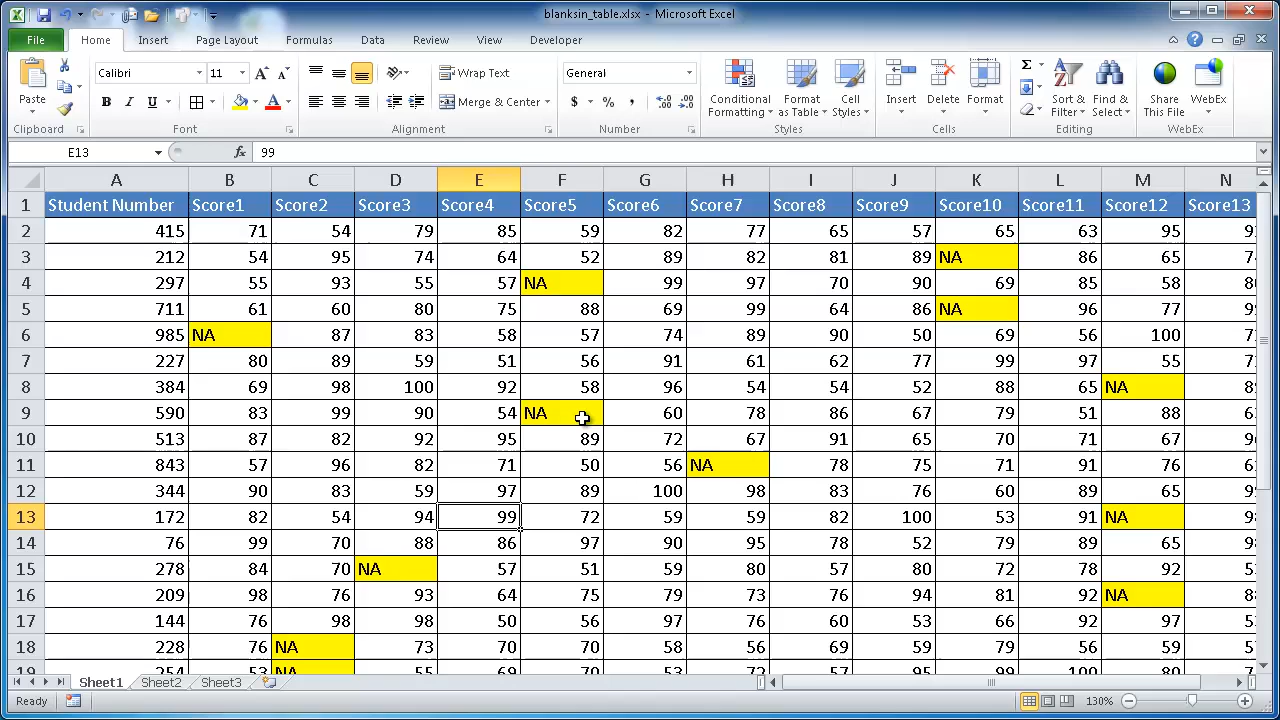 blanksin_table.xlsx - Microsoft Excel
File Home Insert Page Layout Formulas Data Review View Developer
Paste
Calibri 11
Wrap Text
General
Conditional Formatting
Format as Table
Cell Styles
Insert
Delete
Format
Sort & Filter
Find & Select
Share This File
WebEx
B I U
Merge & Center
$ % ,
Clipboard Font Alignment Number Styles Cells Editing WebEx
E13 fx 99
A B C D E F G H I J K L M N
1 Student Number Score1 Score2 Score3 Score4 Score5 Score6 Score7 Score8 Score9 Score10 Score11 Score12 Score13
2 415 71 54 79 85 59 82 77 65 57 65 63 95
3 212 54 95 74 64 52 89 82 81 89 NA 86 65
4 297 55 93 55 57 NA 99 97 70 90 69 85 58
5 711 61 60 80 75 88 69 99 64 86 NA 96 77
6 985 NA 87 83 58 57 74 89 90 50 69 56 100
7 227 80 89 59 51 56 91 61 62 77 99 97 55
8 384 69 98 100 92 58 96 54 54 52 88 65 NA
9 590 83 99 90 54 NA 60 78 86 67 79 51 88
10 513 87 82 92 95 89 72 67 91 65 70 71 67
11 843 57 96 82 71 50 56 NA 78 75 71 91 76
12 344 90 83 59 97 89 100 98 83 76 60 89 65
13 172 82 54 94 99 72 59 59 82 100 53 91 NA
14 76 99 70 88 86 97 90 95 78 52 79 89 65
15 278 84 70 NA 57 51 59 80 57 80 72 78 92
16 209 98 76 93 64 75 79 73 76 94 81 92 NA
17 144 76 98 98 50 56 97 76 60 53 66 92 97
18 228 76 NA 73 70 70 58 56 69 59 57 56 59
19 NA
Sheet1 Sheet2 Sheet3
Ready 130%